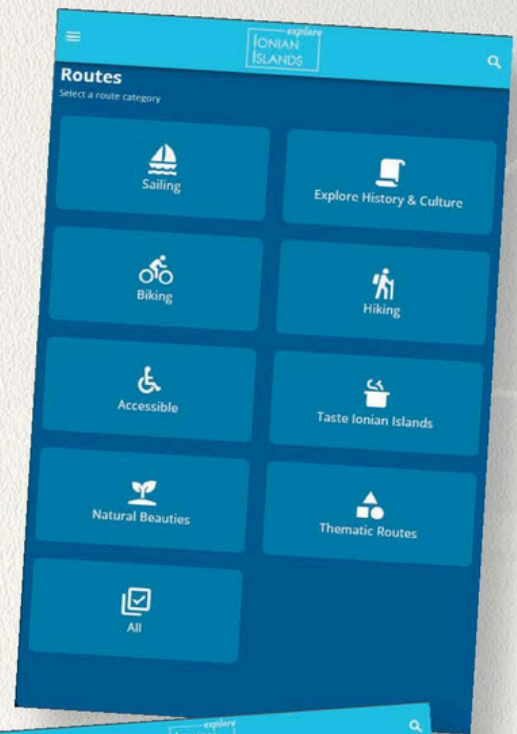 explore
IONIAN
ISLANDS
Routes
Select a route category
Sailing
Explore History & Culture
Biking
Hiking
Accessible
Taste Ionian Islands
Natural Beauties
Thematic Routes
All
explore